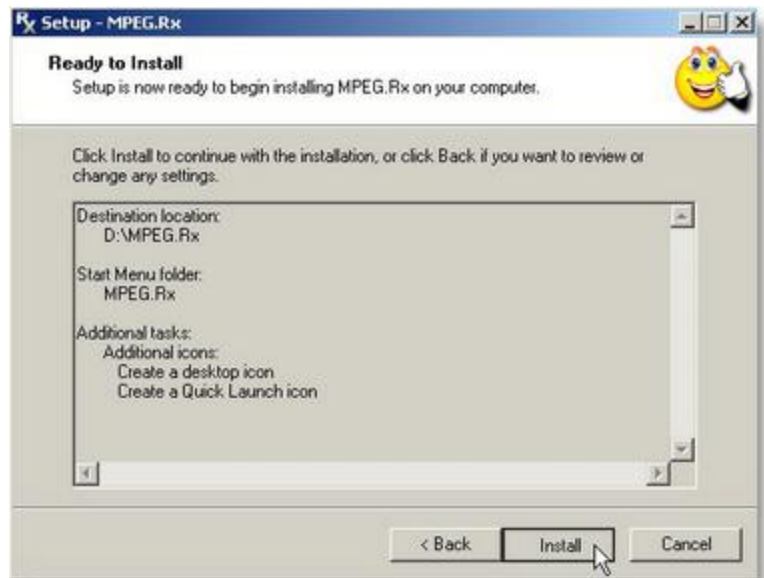 Rx Setup - MPEG.Rx
Ready to Install
Setup is now ready to begin installing MPEG.Rx on your computer.
Click Install to continue with the installation, or click Back if you want to review or
change any settings.
Destination location:
D:\MPEG.Rx
Start Menu folder:
MPEG.Rx
Additional tasks:
Additional icons:
Create a desktop icon
Create a Quick Launch icon
< Back
Install
Cancel